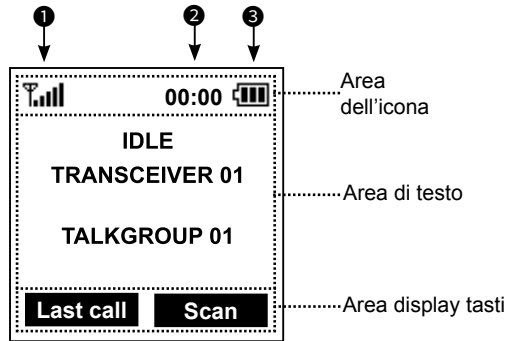 ❶ ❷ ❸
00:00
Area
dell'icona
IDLE
TRANSCEIVER 01
Area di testo
TALKGROUP 01
Last call Scan
Area display tasti